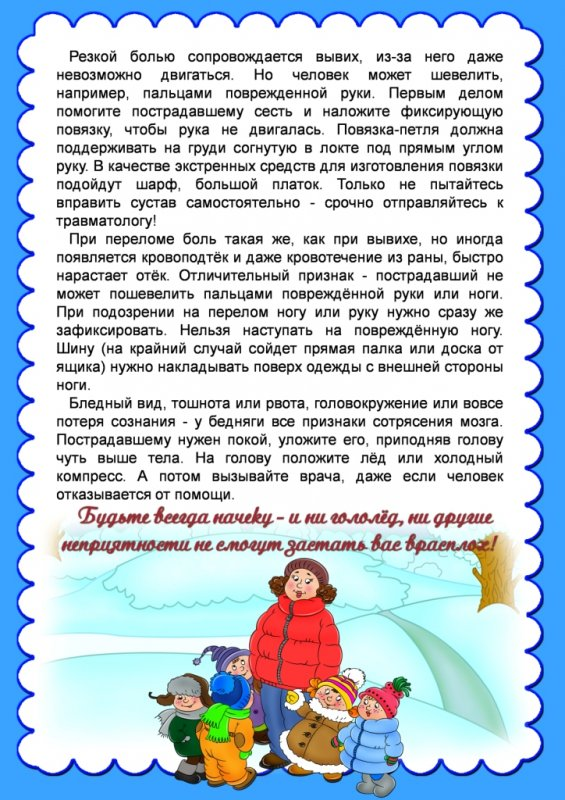 Резкой болью сопровождается вывих, из-за него даже
невозможно двигаться. Но человек может шевелить,
например, пальцами поврежденной руки. Первым делом
помогите пострадавшему сесть и наложите фиксирующую
повязку, чтобы рука не двигалась. Повязка-петля должна
поддерживать на груди согнутую в локте под прямым углом
руку. В качестве экстренных средств для изготовления повязки
подойдут шарф, большой платок. Только не пытайтесь
вправить сустав самостоятельно - срочно отправляйтесь к
травматологу!
При переломе боль такая же, как при вывихе, но иногда
появляется кровоподтёк и даже кровотечение из раны, быстро
нарастает отёк. Отличительный признак - пострадавший не
может пошевелить пальцами повреждённой руки или ноги.
При подозрении на перелом ногу или руку нужно сразу же
зафиксировать. Нельзя наступать на повреждённую ногу.
Шину (на крайний случай сойдет прямая палка или доска от
ящика) нужно накладывать поверх одежды с внешней стороны
ноги.
Бледный вид, тошнота или рвота, головокружение или вовсе
потеря сознания - у бедняги все признаки сотрясения мозга.
Пострадавшему нужен покой, уложите его, приподняв голову
чуть выше тела. На голову положите лёд или холодный
компресс. А потом вызывайте врача, даже если человек
отказывается от помощи.
Будьте всегда начеку - и ни гололёд, ни другие
неприятности не смогут застать вас врасплох!